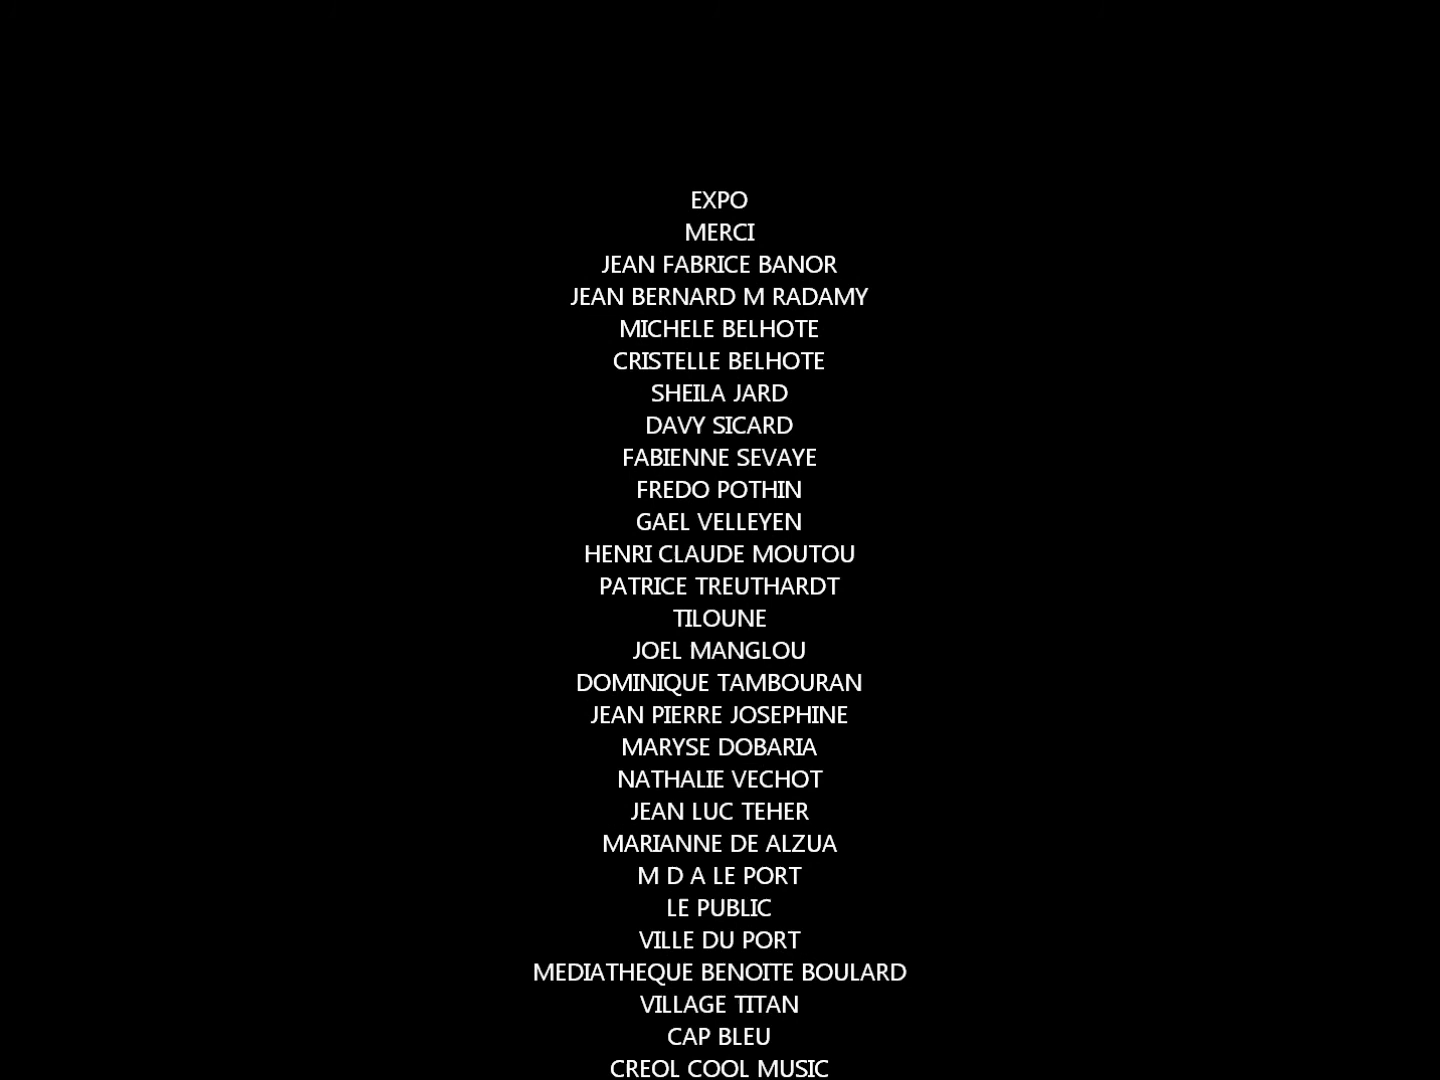 EXPO
MERCI
JEAN FABRICE BANOR
JEAN BERNARD M RADAMY
MICHELE BELHOTE
CRISTELLE BELHOTE
SHEILA JARD
DAVY SICARD
FABIENNE SEVAYE
FREDO POTHIN
GAEL VELLEYEN
HENRI CLAUDE MOUTOU
PATRICE TREUTHARDT
TILOUNE
JOEL MANGLOU
DOMINIQUE TAMBOURAN
JEAN PIERRE JOSEPHINE
MARYSE DOBARIA
NATHALIE VECHOT
JEAN LUC TEHER
MARIANNE DE ALZUA
M D A LE PORT
LE PUBLIC
VILLE DU PORT
MEDIATHEQUE BENOITE BOULARD
VILLAGE TITAN
CAP BLEU
CREOL COOL MUSIC